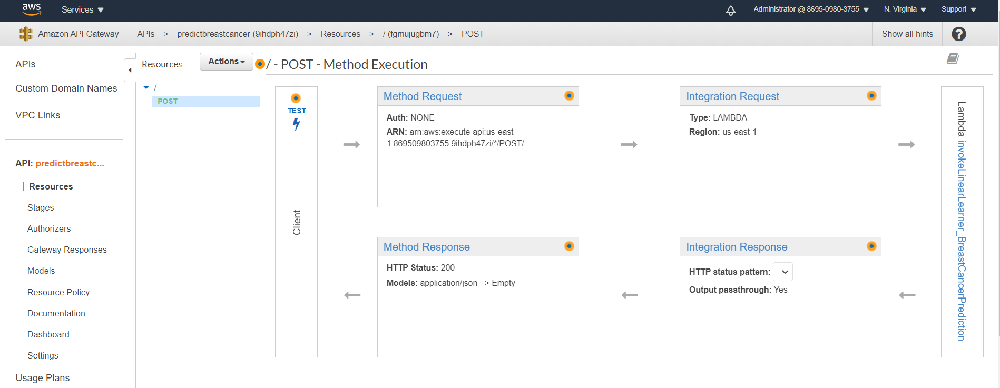 aws
Services
Administrator @ 8695-0980-3755
N. Virginia
Support
Amazon API Gateway
APIs > predictbreastcancer (9ihdph47zi) > Resources > / (fgmujugbm7) > POST
Show all hints
?
APIs
Custom Domain Names
VPC Links
API: predictbreastc...
Resources
Stages
Authorizers
Gateway Responses
Models
Resource Policy
Documentation
Dashboard
Settings
Usage Plans
Resources
Actions
/
POST
/ - POST - Method Execution
TEST
Client
Method Request
Auth: NONE
ARN: arn:aws:execute-api:us-east-
1:869509803755:9ihdph47zi/*/POST/
Integration Request
Type: LAMBDA
Region: us-east-1
Lambda invokeLinearLearner_BreastCancerPrediction
Method Response
HTTP Status: 200
Models: application/json => Empty
Integration Response
HTTP status pattern: -
Output passthrough: Yes